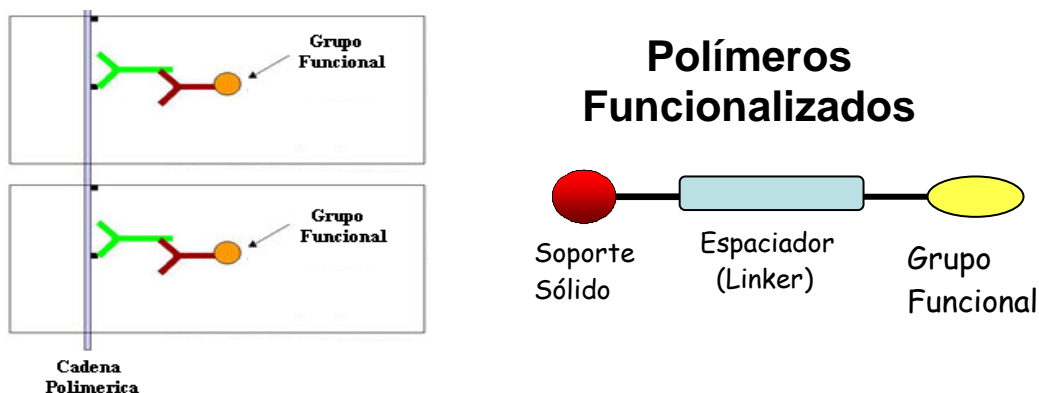 Grupo
Funcional
Grupo
Funcional
Cadena
Polimerica
Polímeros
Funcionalizados
Soporte
Sólido
Espaciador
(Linker)
Grupo
Funcional